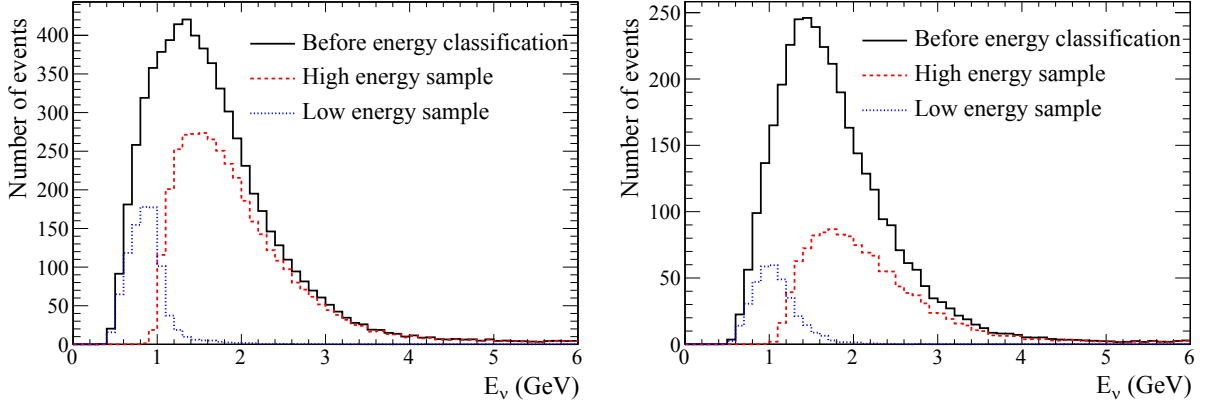 Number of events
400
350
300
250
200
150
100
50
0
Before energy classification
High energy sample
Low energy sample
0 1 2 3 4 5 6
E_ν (GeV)
Number of events
250
200
150
100
50
0
Before energy classification
High energy sample
Low energy sample
0 1 2 3 4 5 6
E_ν (GeV)